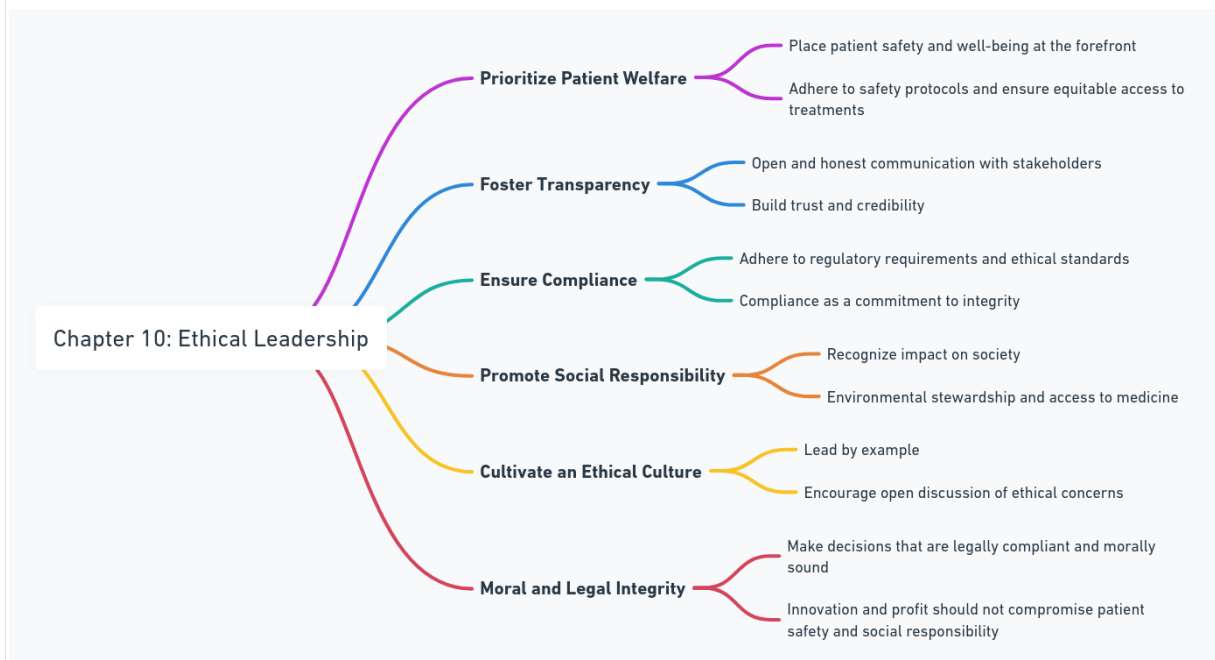 Chapter 10: Ethical Leadership
Prioritize Patient Welfare
Place patient safety and well-being at the forefront
Adhere to safety protocols and ensure equitable access to
treatments
Foster Transparency
Open and honest communication with stakeholders
Build trust and credibility
Ensure Compliance
Adhere to regulatory requirements and ethical standards
Compliance as a commitment to integrity
Promote Social Responsibility
Recognize impact on society
Environmental stewardship and access to medicine
Cultivate an Ethical Culture
Lead by example
Encourage open discussion of ethical concerns
Moral and Legal Integrity
Make decisions that are legally compliant and morally
sound
Innovation and profit should not compromise patient
safety and social responsibility